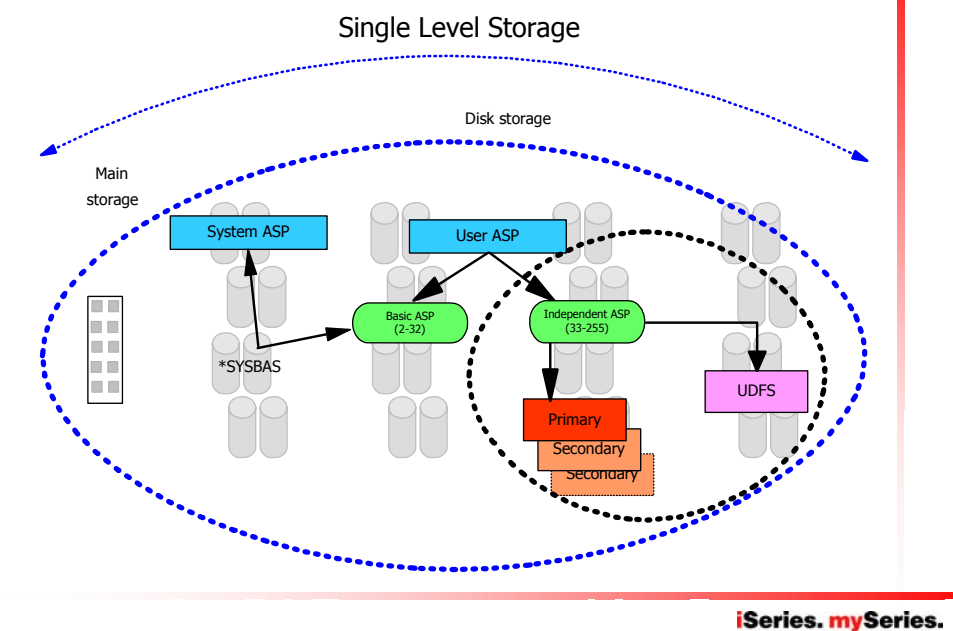 Single Level Storage
Disk storage
Main
storage
System ASP
User ASP
Basic ASP
(2-32)
Independent ASP
(33-255)
*SYSBAS
UDFS
Primary
Secondary
Secondary
iSeries. mySeries.